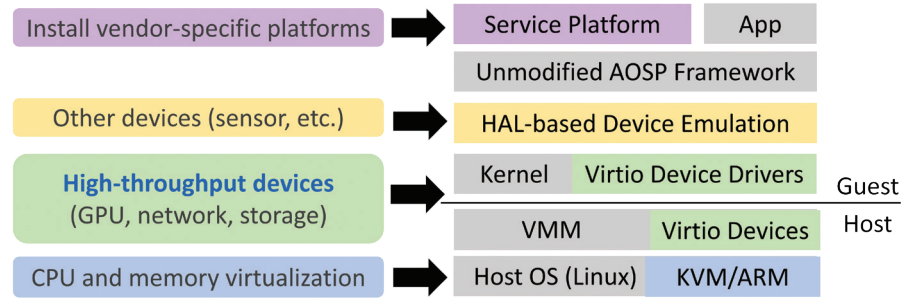 Install vendor-specific platforms
Service Platform
App
Unmodified AOSP Framework
Other devices (sensor, etc.)
HAL-based Device Emulation
High-throughput devices
(GPU, network, storage)
Kernel
Virtio Device Drivers
Guest
Host
VMM
Virtio Devices
CPU and memory virtualization
Host OS (Linux)
KVM/ARM